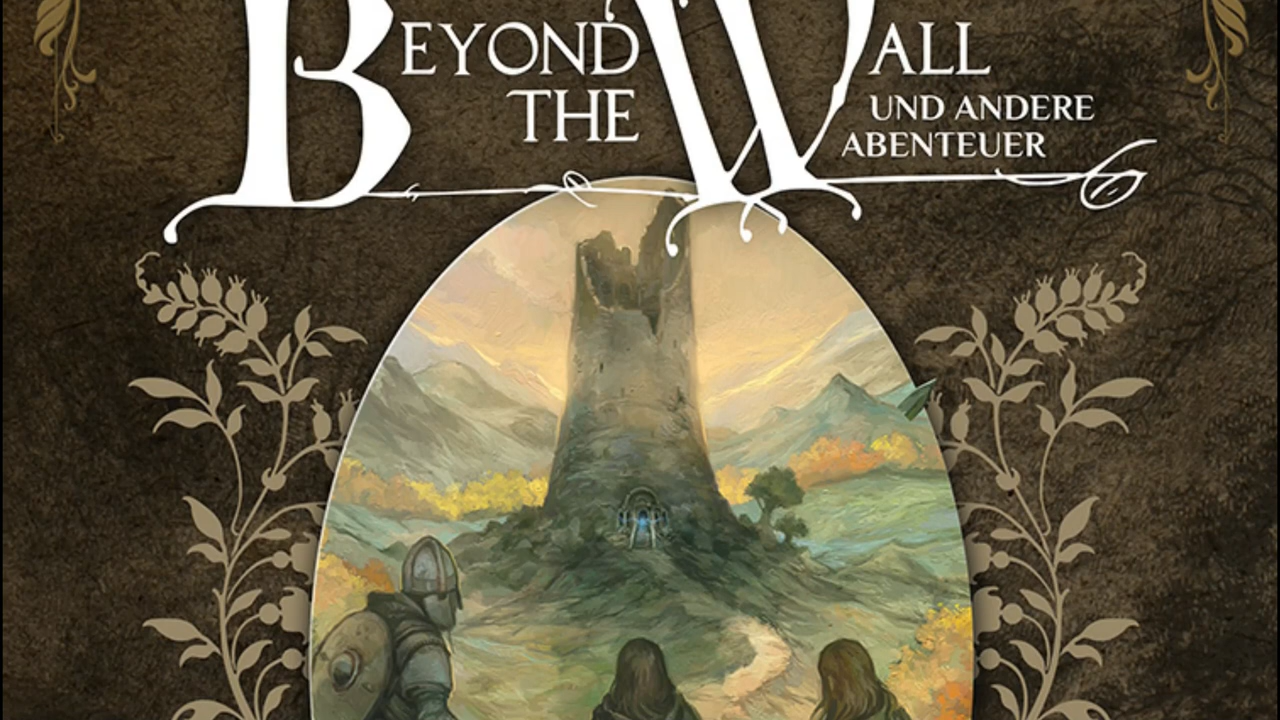 BEYOND
THE
WALL
UND ANDERE
ABENTEUER